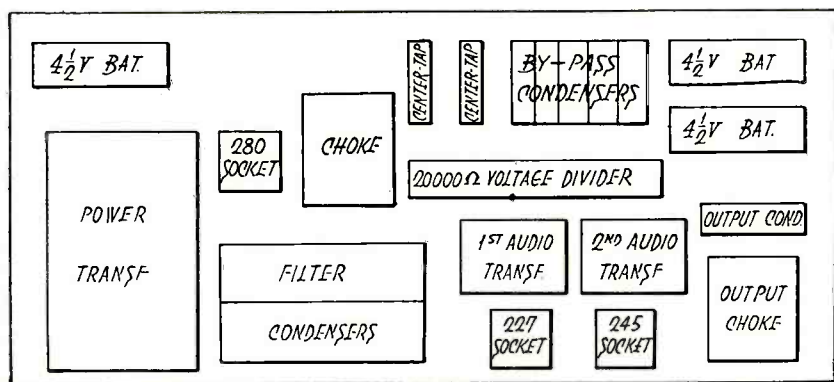 4½V BAT.
CENTER-TAP
CENTER-TAP
BY-PASS
CONDENSERS
4½V BAT
4½V BAT.
280
SOCKET
CHOKE
20000Ω VOLTAGE DIVIDER
POWER
TRANSF.
FILTER
CONDENSERS
1ST AUDIO
TRANSF.
2ND AUDIO
TRANSF
OUTPUT COND.
OUTPUT
CHOKE
227
SOCKET
245
SOCKET